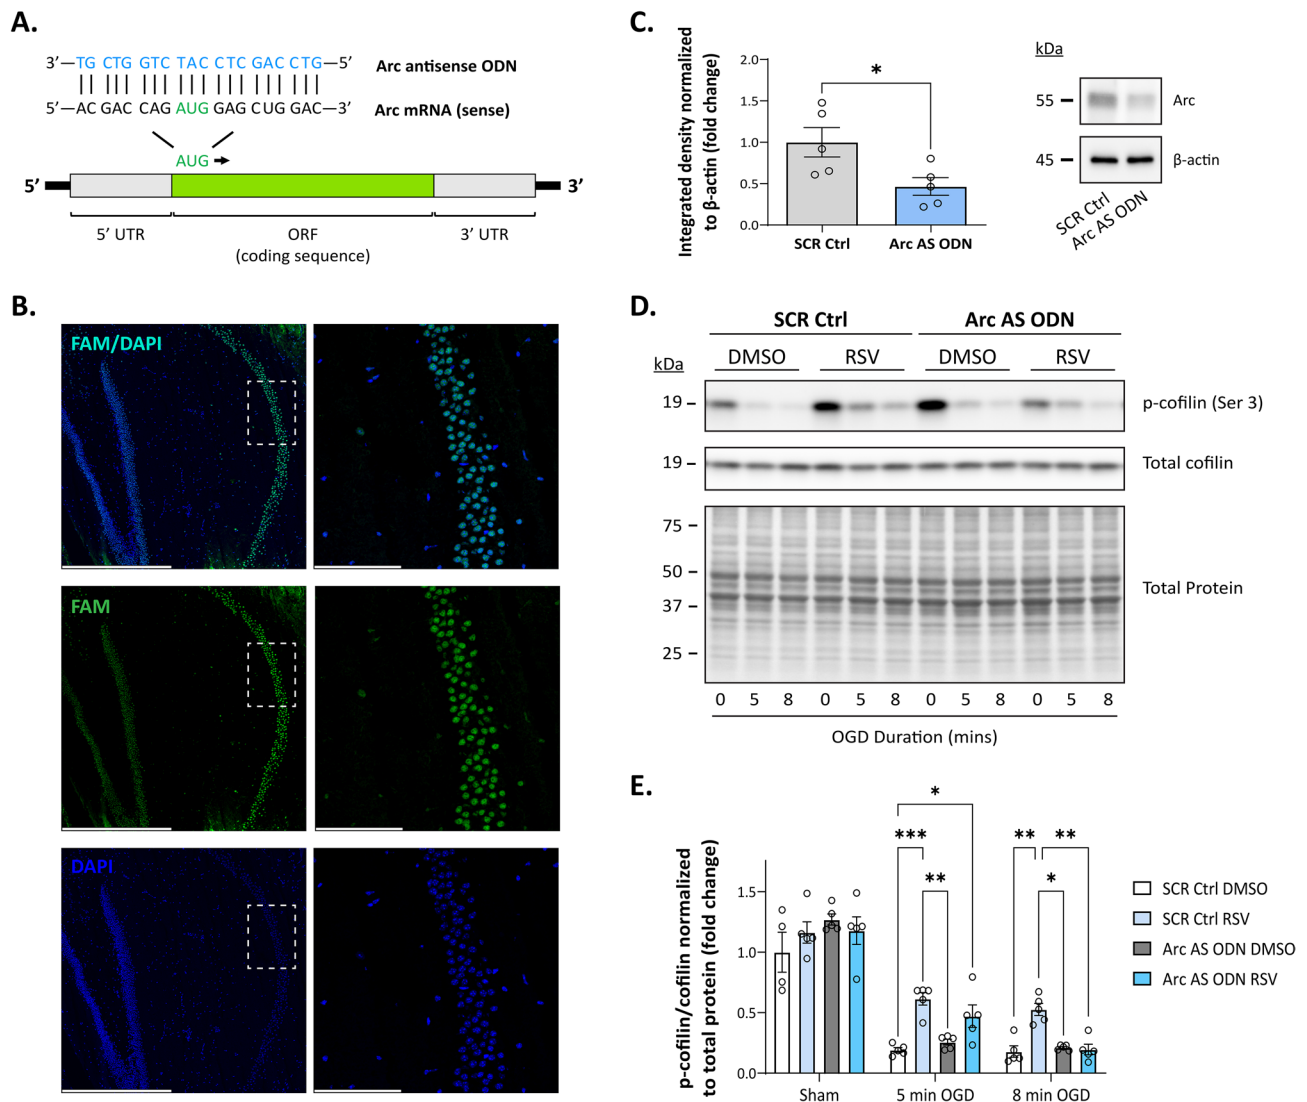 A.
3’—TG CTG GTC TAC CTC GACCTG—5’ Arc antisense ODN
5’—ACGAC CAG AUG GAG CUGGAC—3’ Arc mRNA (sense)
AUG
5’ 3’
5’ UTR ORF 3’ UTR
(coding sequence)
B.
FAM/DAPI
FAM
DAPI
C.
Integrated density normalized
to β-actin (fold change)
2.0
1.5
1.0
0.5
0.0
*
SCR Ctrl Arc AS ODN
kDa
55 Arc
45 β-actin
SCR Ctrl
Arc AS ODN
D.
SCR Ctrl Arc AS ODN
DMSO RSV DMSO RSV
kDa
19 p-cofilin (Ser 3)
19 Total cofilin
75
50
37
25
Total Protein
0 5 8 0 5 8 0 5 8 0 5 8
OGD Duration (mins)
E.
p-cofilin/cofilin normalized
to total protein (fold change)
1.5
1.0
0.5
0.0
*
*** ** ** **
*
Sham 5 min OGD 8 min OGD
SCR Ctrl DMSO
SCR Ctrl RSV
Arc AS ODN DMSO
Arc AS ODN RSV